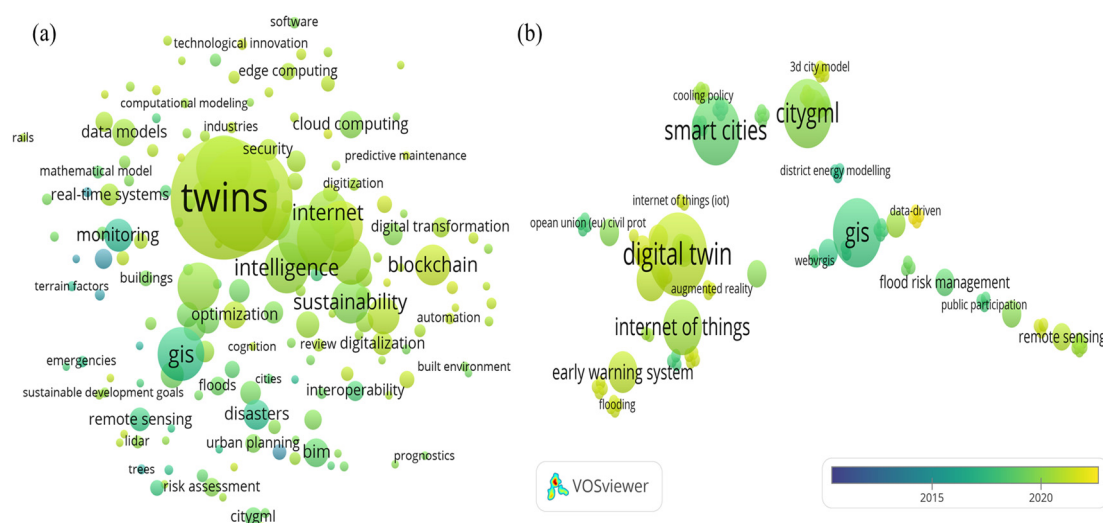 (a)
software
technological innovation
edge computing
computational modeling
cloud computing
industries
data models
rails
security
predictive maintenance
mathematical model
digitization
real-time systems
twins
internet
digital transformation
monitoring
intelligence
blockchain
buildings
terrain factors
sustainability
optimization
automation
cognition
review
digitalization
gis
emergencies
built environment
sustainable development goals
floods
cities
interoperability
remote sensing
disasters
lidar
urban planning
bim
prognostics
trees
risk assessment
citygml
(b)
3d city model
cooling policy
citygml
smart cities
district energy modelling
internet of things (iot)
data-driven
opean union (eu) civil prot
gis
digital twin
webvrgis
augmented reality
flood risk management
public participation
internet of things
remote sensing
early warning system
flooding
VOSviewer
2015
2020